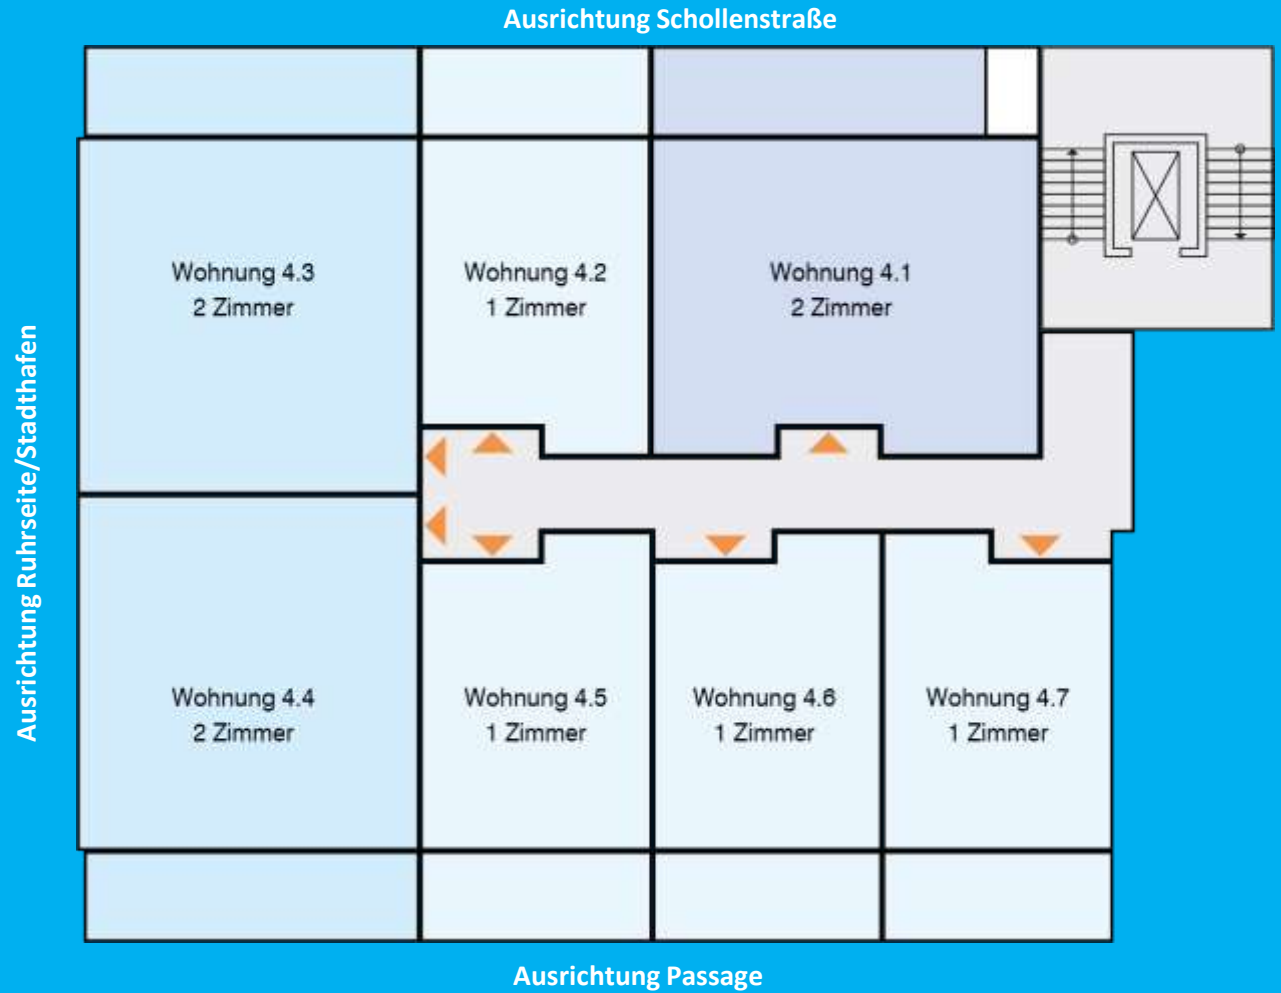 Ausrichtung Schollenstraße
Wohnung 4.3
2 Zimmer
Wohnung 4.2
1 Zimmer
Wohnung 4.1
2 Zimmer
Ausrichtung Ruhrseite/Stadthafen
Wohnung 4.4
2 Zimmer
Wohnung 4.5
1 Zimmer
Wohnung 4.6
1 Zimmer
Wohnung 4.7
1 Zimmer
Ausrichtung Passage